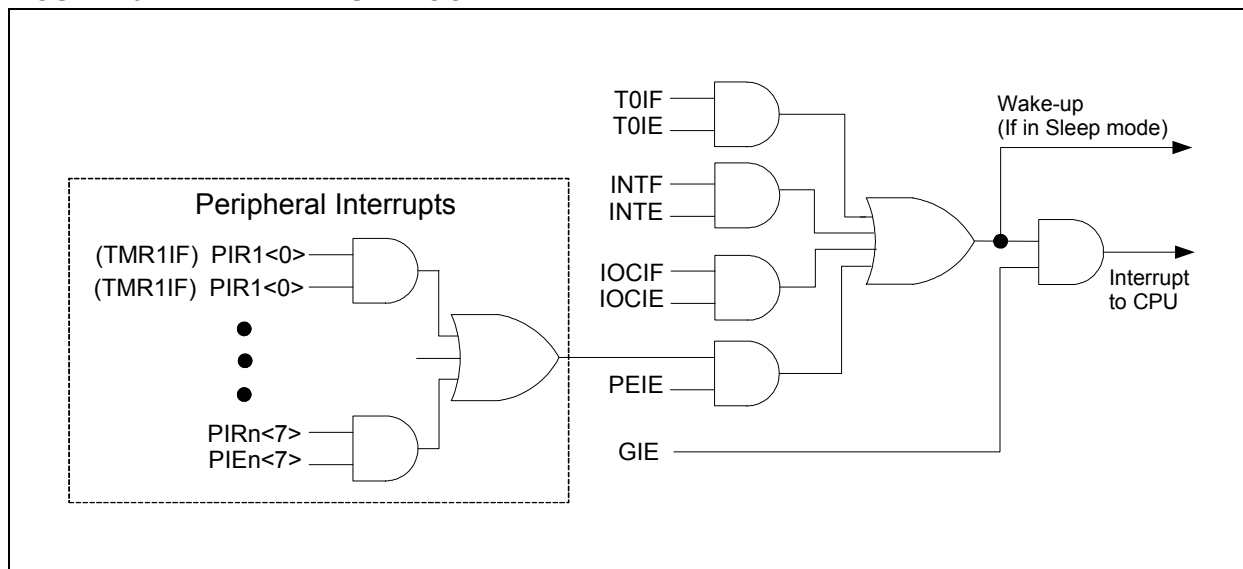 T0IF
T0IE
Wake-up
(If in Sleep mode)
INTF
INTE
Peripheral Interrupts
(TMR1IF) PIR1<0>
(TMR1IF) PIR1<0>
IOCIF
IOCIE
Interrupt
to CPU
PEIE
PIRn<7>
PIEn<7>
GIE